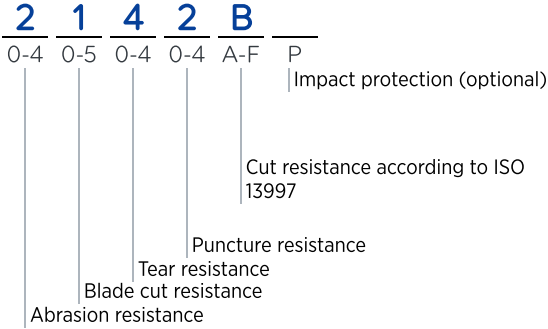 2 1 4 2 B
0-4 0-5 0-4 0-4 A-F P
Impact protection (optional)
Cut resistance according to ISO
13997
Puncture resistance
Tear resistance
Blade cut resistance
Abrasion resistance